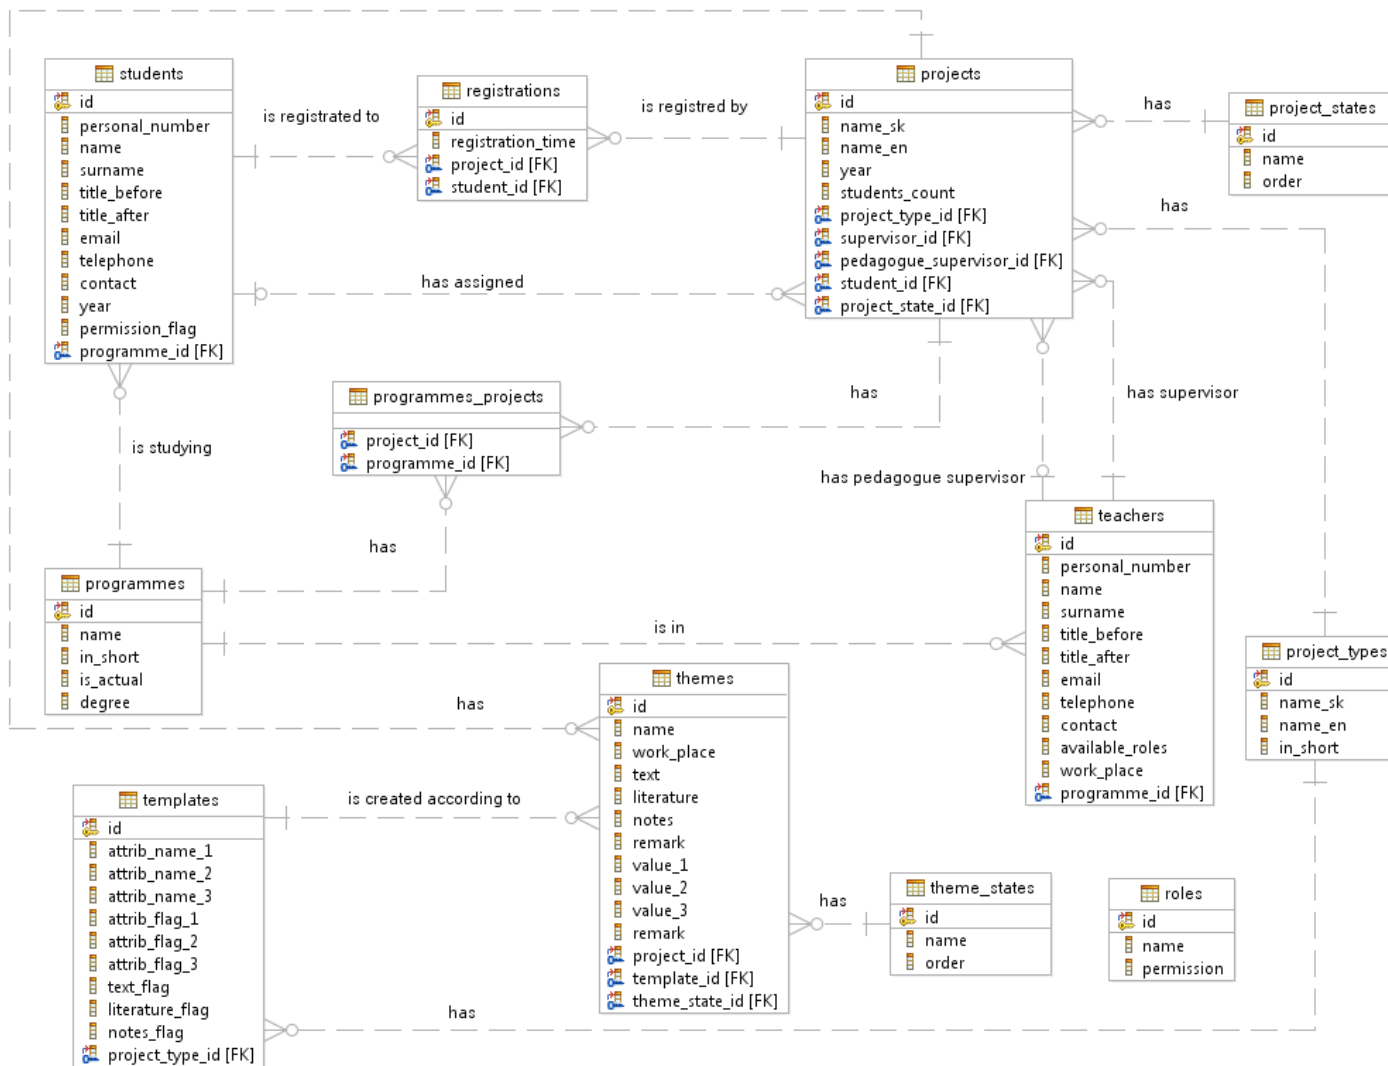 students
id
personal_number
name
surname
title_before
title_after
email
telephone
contact
year
permission_flag
programme_id [FK]
is registrated to
registrations
id
registration_time
project_id [FK]
student_id [FK]
is registred by
projects
id
name_sk
name_en
year
students_count
project_type_id [FK]
supervisor_id [FK]
pedagogue_supervisor_id [FK]
student_id [FK]
project_state_id [FK]
has
project_states
id
name
order
has
has assigned
is studying
programmes_projects
project_id [FK]
programme_id [FK]
has
has supervisor
has pedagogue supervisor
has
programmes
id
name
in_short
is_actual
degree
is in
teachers
id
personal_number
name
surname
title_before
title_after
email
telephone
contact
available_roles
work_place
programme_id [FK]
project_types
id
name_sk
name_en
in_short
has
themes
id
name
work_place
text
literature
notes
remark
value_1
value_2
value_3
remark
project_id [FK]
template_id [FK]
theme_state_id [FK]
is created according to
templates
id
attrib_name_1
attrib_name_2
attrib_name_3
attrib_flag_1
attrib_flag_2
attrib_flag_3
text_flag
literature_flag
notes_flag
project_type_id [FK]
has
theme_states
id
name
order
roles
id
name
permission
has